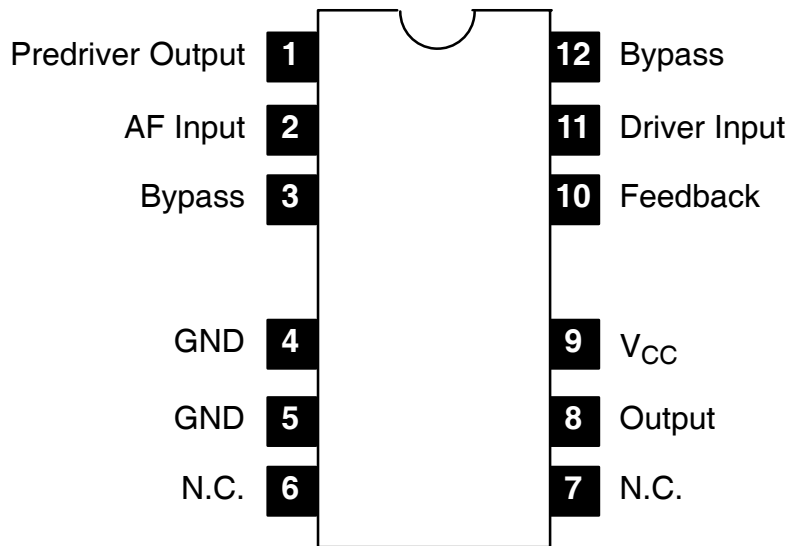 Predriver Output 1 12 Bypass
AF Input 2 11 Driver Input
Bypass 3 10 Feedback
GND 4 9 VCC
GND 5 8 Output
N.C. 6 7 N.C.